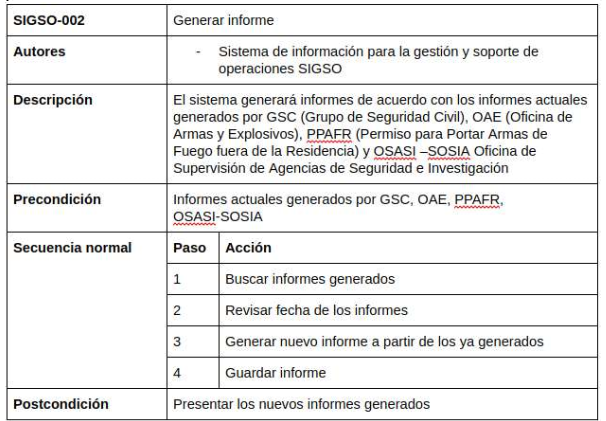 SIGSO-002 Generar informe
Autores - Sistema de información para la gestión y soporte de
operaciones SIGSO
Descripción El sistema generará informes de acuerdo con los informes actuales
generados por GSC (Grupo de Seguridad Civil), OAE (Oficina de
Armas y Explosivos), PPAFR (Permiso para Portar Armas de
Fuego fuera de la Residencia) y OSASI –SOSIA Oficina de
Supervisión de Agencias de Seguridad e Investigación
Precondición Informes actuales generados por GSC, OAE, PPAFR,
OSASI-SOSIA
Secuencia normal Paso Acción
1 Buscar informes generados
2 Revisar fecha de los informes
3 Generar nuevo informe a partir de los ya generados
4 Guardar informe
Postcondición Presentar los nuevos informes generados